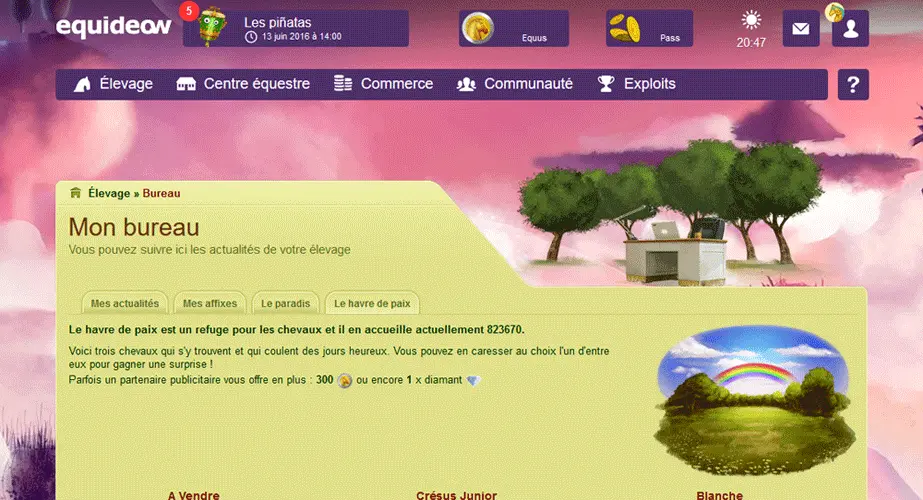 equideow
5
Les piñatas
13 juin 2016 à 14:00
Equus
Pass
20:47
Élevage
Centre équestre
Commerce
Communauté
Exploits
?
Élevage » Bureau
Mon bureau
Vous pouvez suivre ici les actualités de votre élevage
Mes actualités
Mes affixes
Le paradis
Le havre de paix
Le havre de paix est un refuge pour les chevaux et il en accueille actuellement 823670.
Voici trois chevaux qui s'y trouvent et qui coulent des jours heureux. Vous pouvez en caresser au choix l'un d'entre
eux pour gagner une surprise !
Parfois un partenaire publicitaire vous offre en plus : 300 ou encore 1 x diamant
A Vendre
Crésus Junior
Blanche